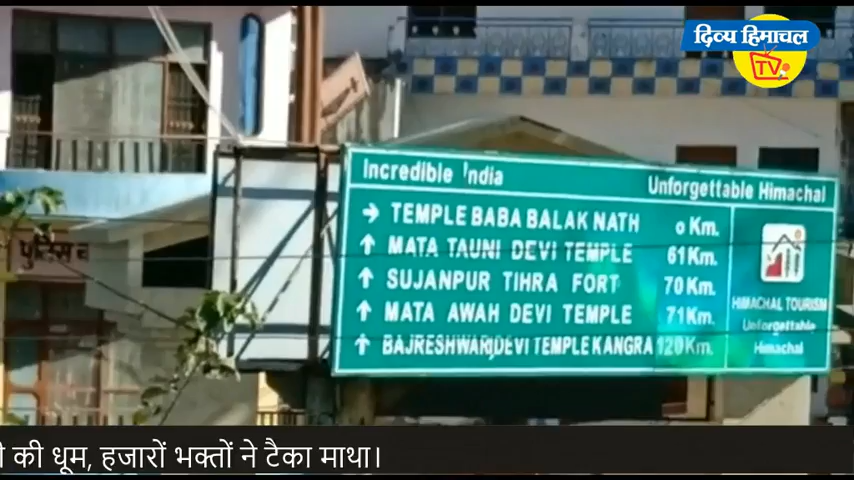 दिव्य हिमाचल
TV
Incredible India
Unforgettable Himachal
→ TEMPLE BABA BALAK NATH 0 Km.
↑ MATA TAUNI DEVI TEMPLE 61 Km.
↑ SUJANPUR TIHRA FORT 70 Km.
↑ MATA AWAH DEVI TEMPLE 71 Km.
↑ BAJRESHWARI DEVI TEMPLE KANGRA 120 Km.
HIMACHAL TOURISM
Unforgettable
Himachal
पुलिस
की धूम, हजारों भक्तों ने टैका माथा।